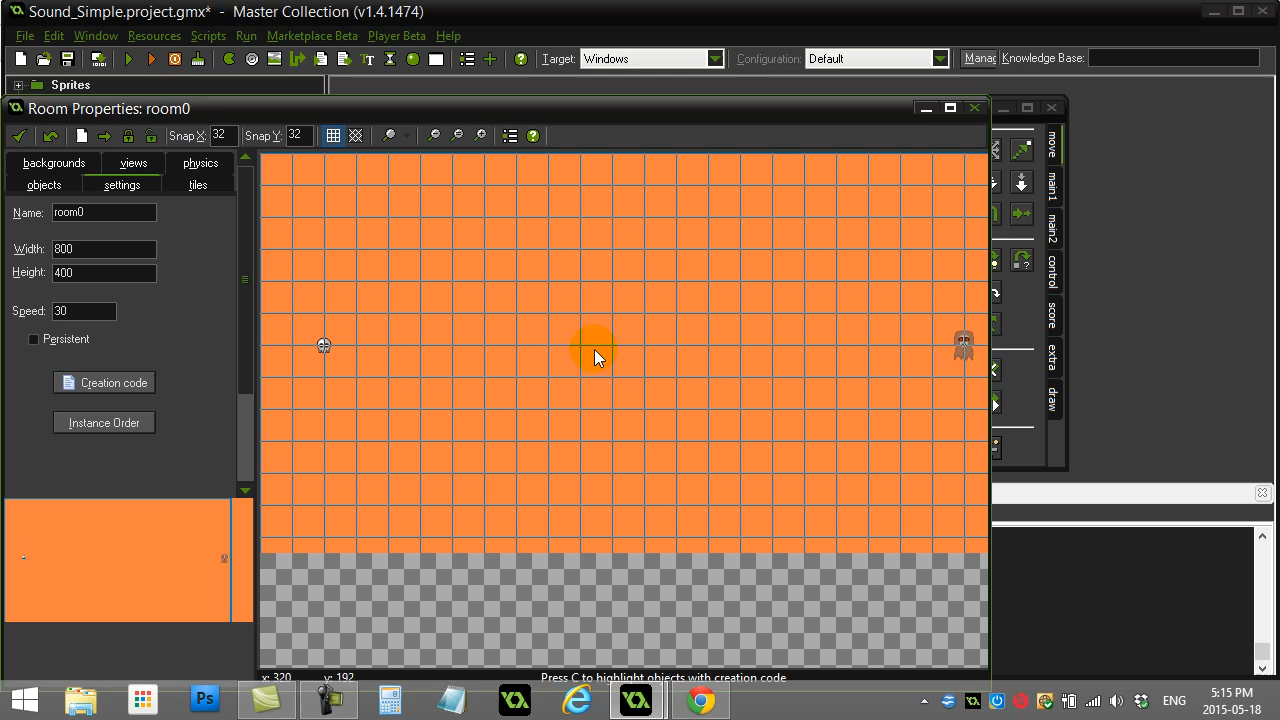 Sound_Simple.project.gmx* - Master Collection (v1.4.1474)
File Edit Window Resources Scripts Run Marketplace Beta Player Beta Help
Target: Windows Configuration: Default Manag Knowledge Base:
Sprites
Room Properties: room0
Snap X: 32 Snap Y: 32
backgrounds views physics
objects settings tiles
Name: room0
Width: 800
Height: 400
Speed: 30
Persistent
Creation code
Instance Order
move
main1
main2
control
score
extra
draw
x: 320 y: 192 Press C to highlight objects with creation code
Ps
ENG
5:15 PM
2015-05-18